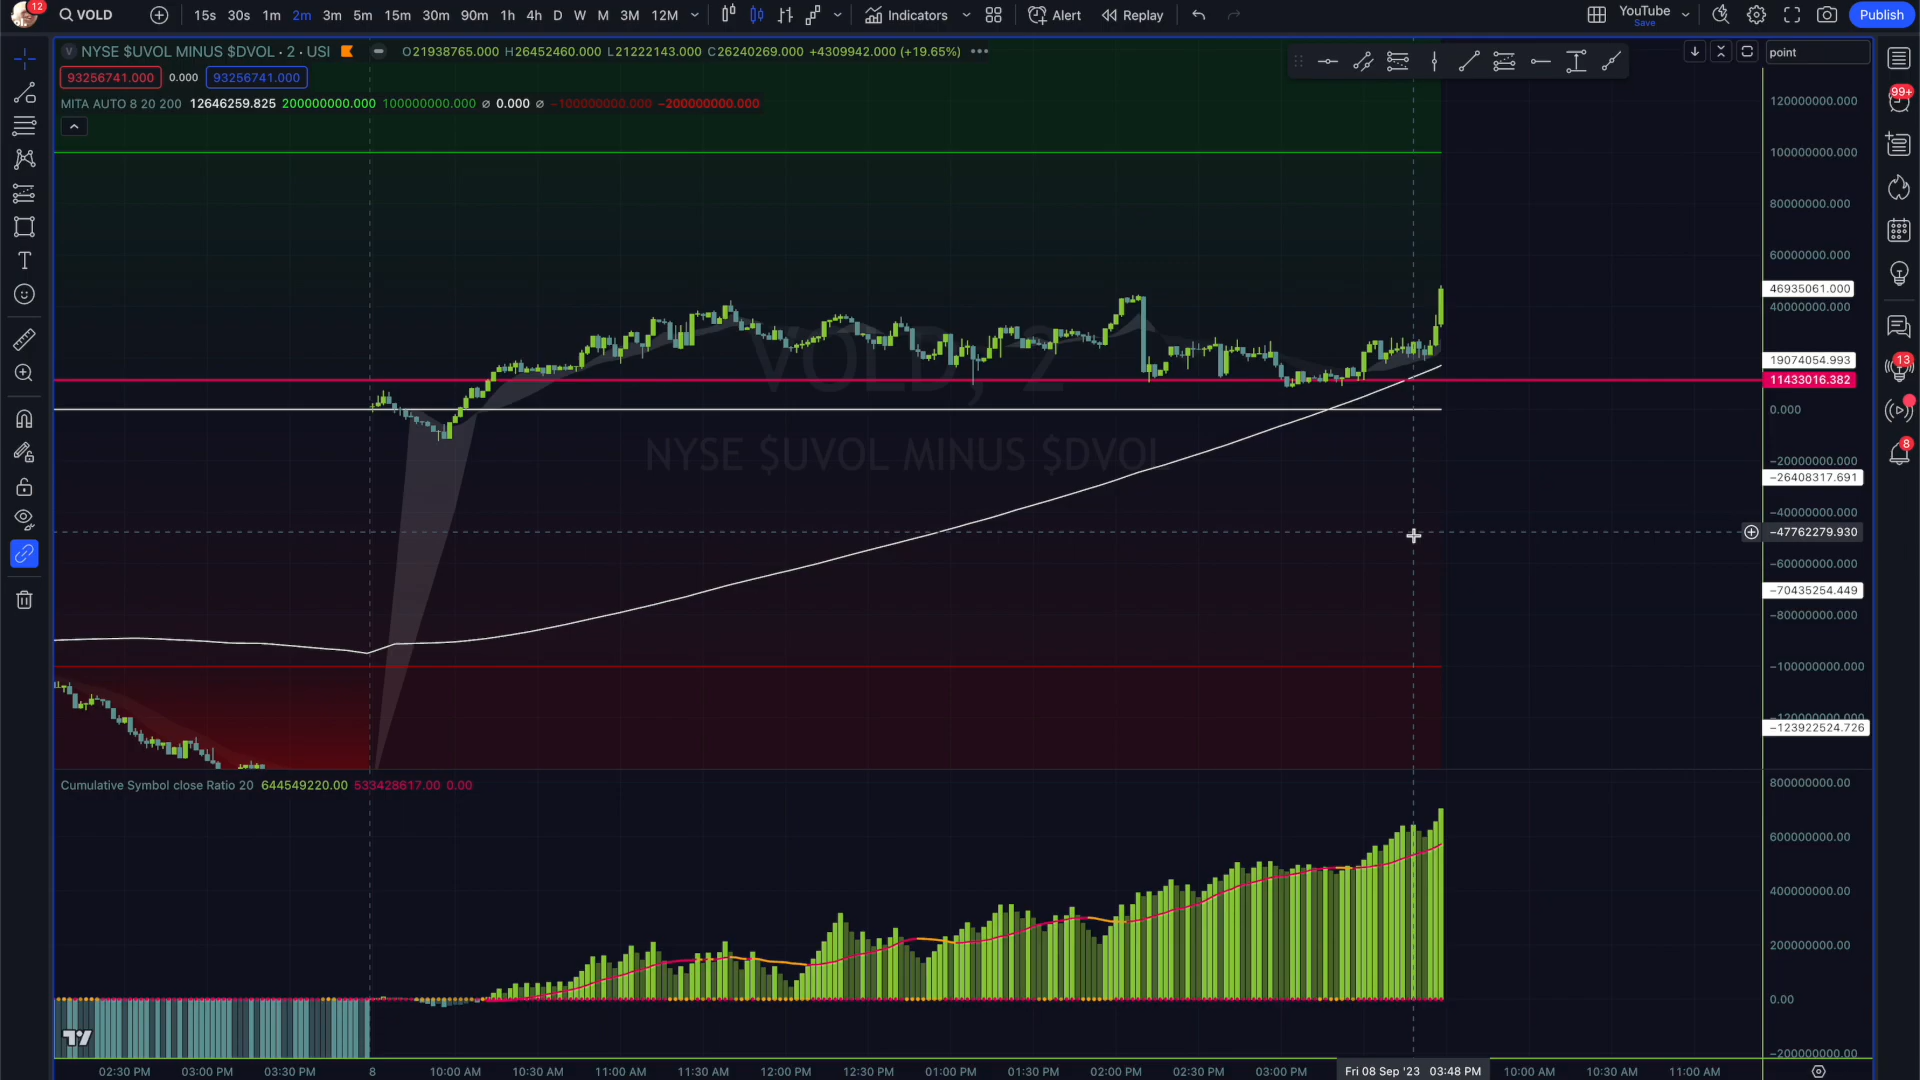 12
VOLD
15s 30s 1m 2m 3m 5m 15m 30m 90m 1h 4h D W M 3M 12M
Indicators
Alert
Replay
YouTube
Save
Publish
V NYSE $UVOL MINUS $DVOL · 2 · USI
O21938765.000 H26452460.000 L21222143.000 C26240269.000 +4309942.000 (+19.65%)
point
93256741.000 0.000 93256741.000
MITA AUTO 8 20 200 12646259.825 200000000.000 100000000.000 ∅ 0.000 ∅ −100000000.000 −200000000.000
99+
120000000.000
100000000.000
80000000.000
60000000.000
46935061.000
40000000.000
VOLD, 2
19074054.993
11433016.382
13
0.000
NYSE $UVOL MINUS $DVOL
8
−20000000.000
−26408317.691
−40000000.000
−47762279.930
−60000000.000
−70435254.449
−80000000.000
−100000000.000
−120000000.000
−123922524.726
Cumulative Symbol close Ratio 20 644549220.00 533428617.00 0.00
800000000.00
600000000.00
400000000.00
200000000.00
0.00
−200000000.00
02:30 PM 03:00 PM 03:30 PM 8 10:00 AM 10:30 AM 11:00 AM 11:30 AM 12:00 PM 12:30 PM 01:00 PM 01:30 PM 02:00 PM 02:30 PM 03:00 PM Fri 08 Sep '23 03:48 PM 10:00 AM 10:30 AM 11:00 AM